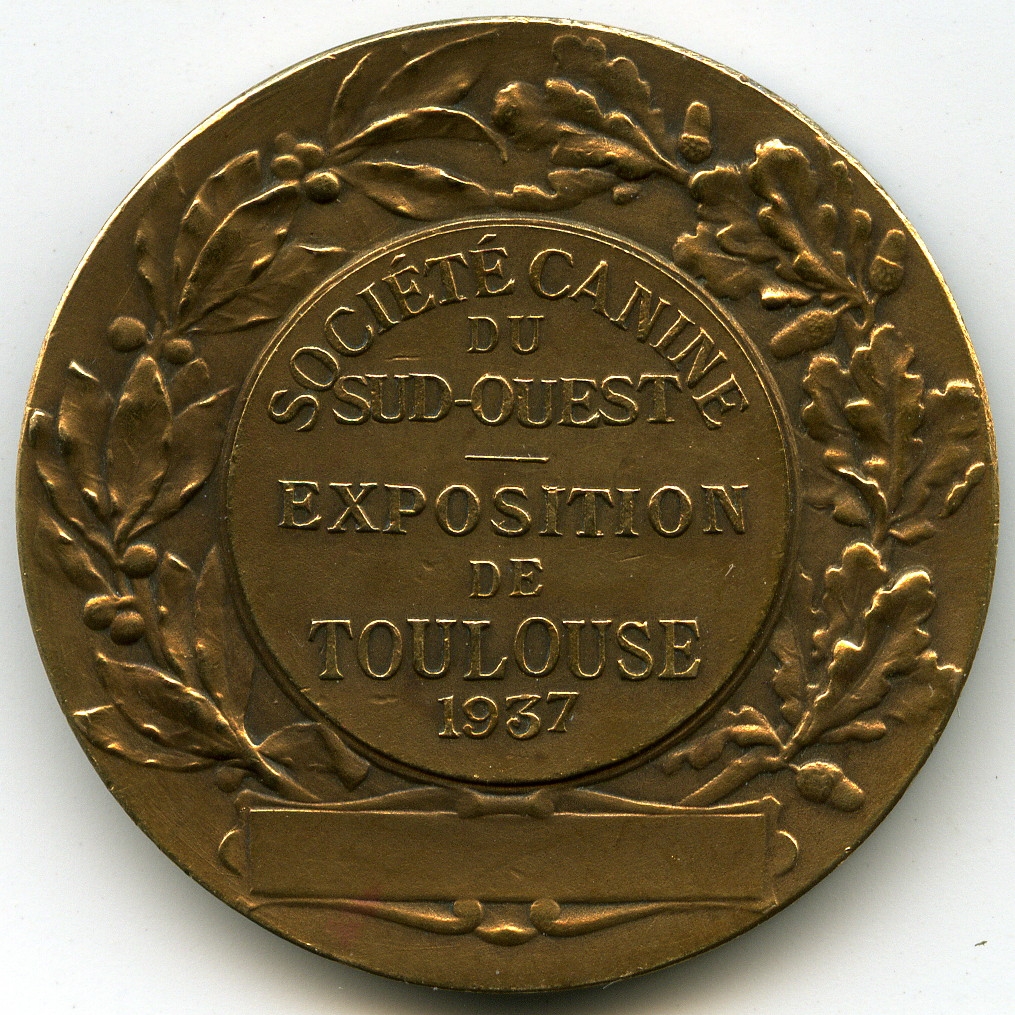 SOCIÉTÉ CANINE
DU
SUD-OUEST
EXPOSITION
DE
TOULOUSE
1937